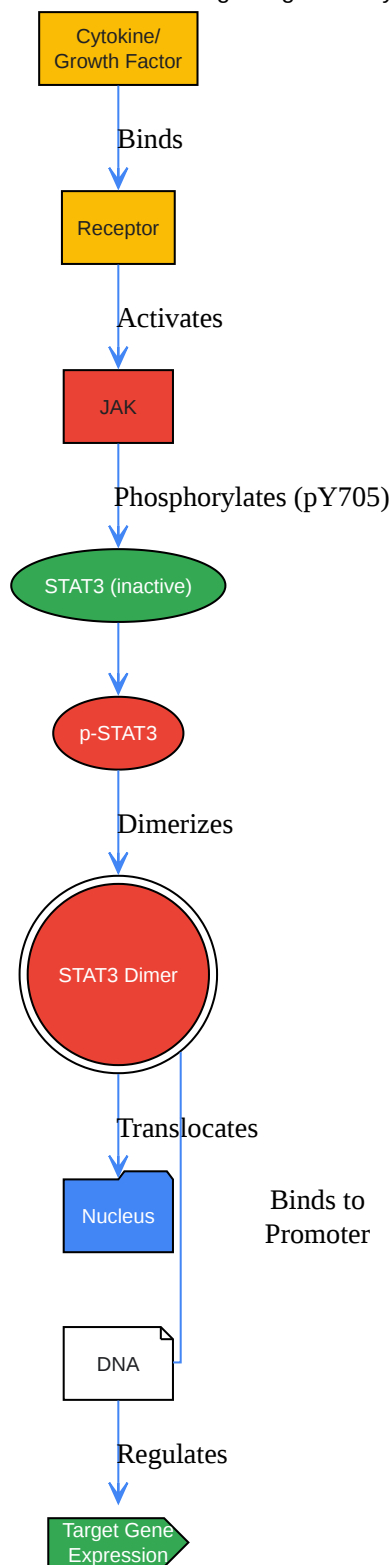 Cytokine/
Growth Factor
Binds
Receptor
Activates
JAK
Phosphorylates (pY705)
STAT3 (inactive)
p-STAT3
Dimerizes
STAT3 Dimer
Translocates
Nucleus
Binds to
Promoter
DNA
Regulates
Target Gene
Expression